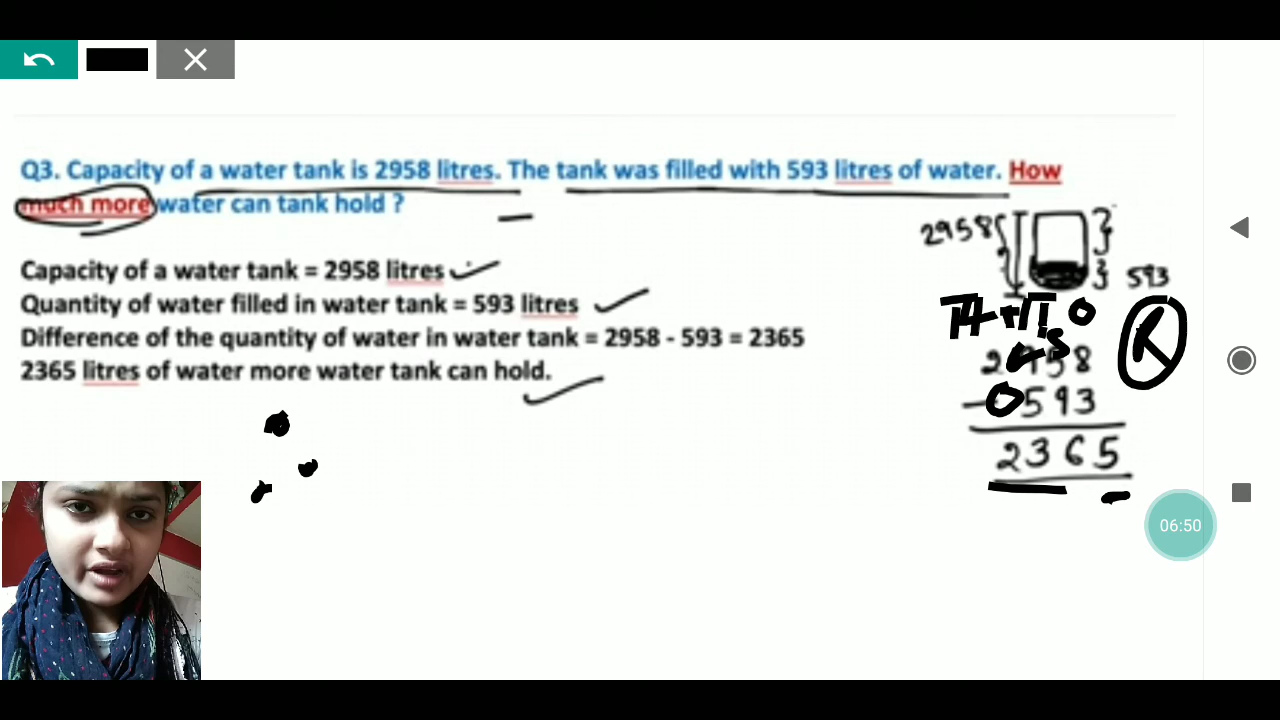 Q3. Capacity of a water tank is 2958 litres. The tank was filled with 593 litres of water. How
much more water can tank hold ?
Capacity of a water tank = 2958 litres
Quantity of water filled in water tank = 593 litres
Difference of the quantity of water in water tank = 2958 - 593 = 2365
2365 litres of water more water tank can hold.
2958
593
2958
- 0593
2365
06:50